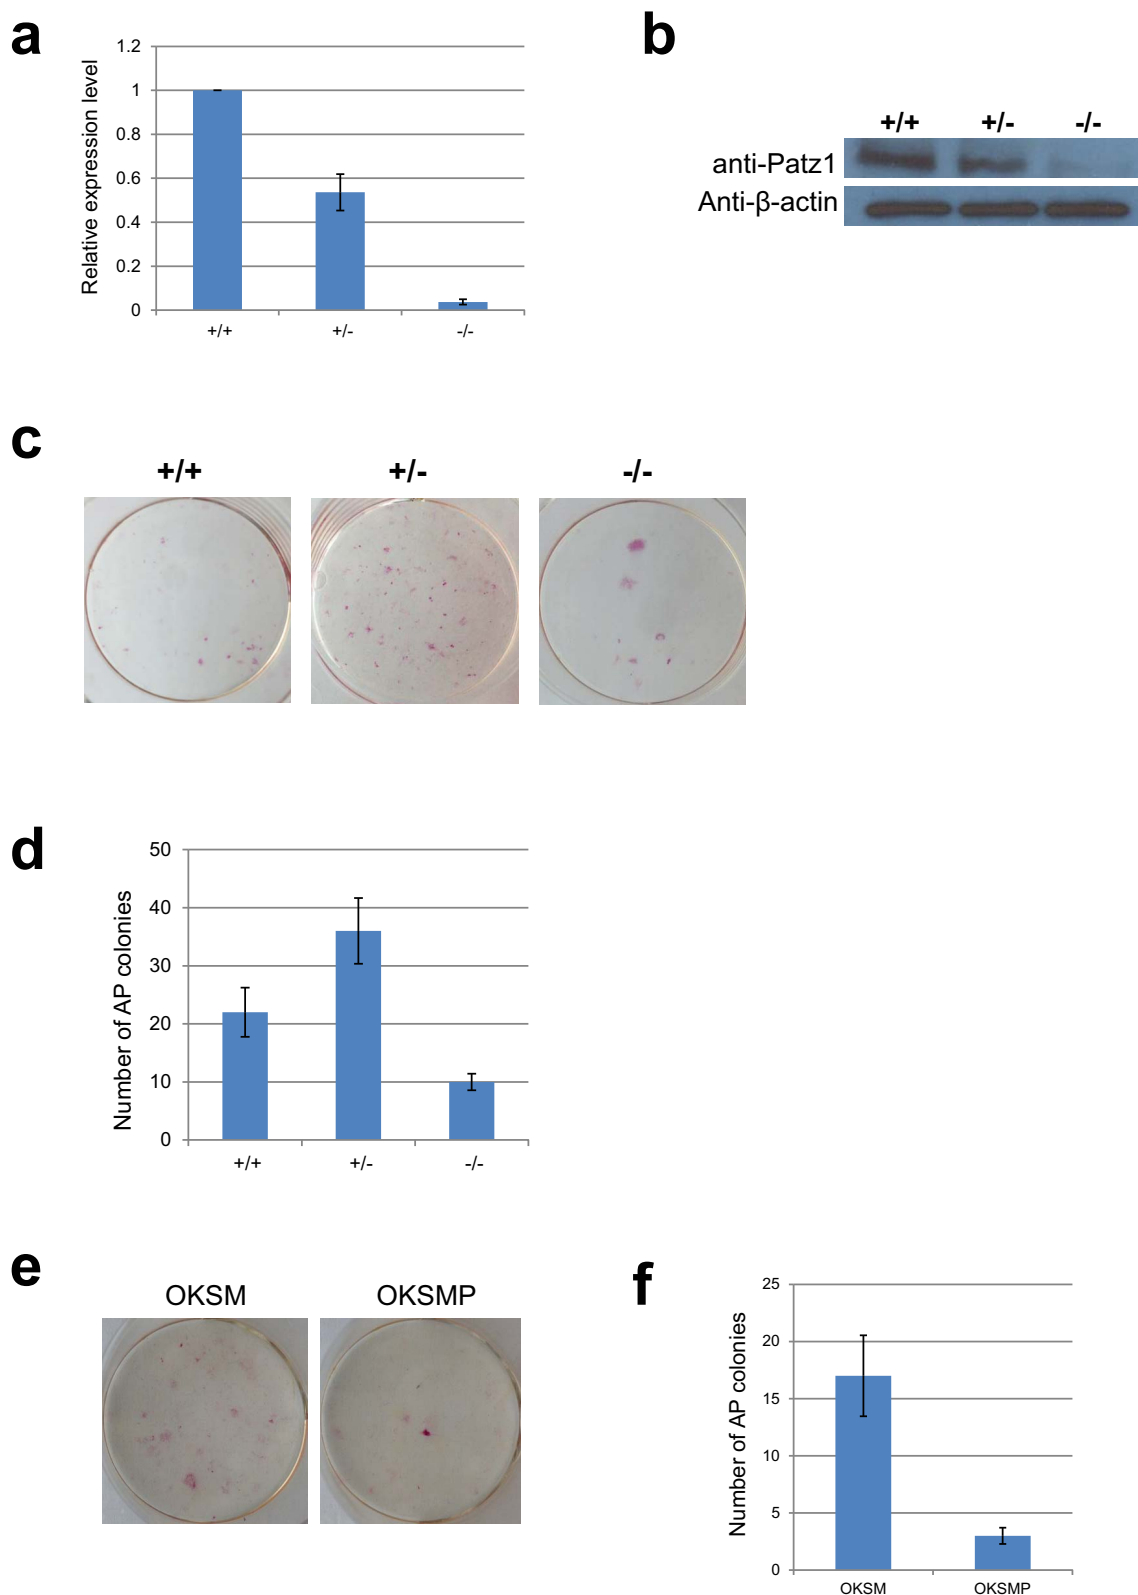 a
Relative expression level
1.2
1
0.8
0.6
0.4
0.2
0
+/+ +/- -/-
b
+/+ +/- -/-
anti-Patz1
Anti-β-actin
c
+/+ +/- -/-
d
Number of AP colonies
50
40
30
20
10
0
+/+ +/- -/-
e
OKSM OKSMP
f
Number of AP colonies
25
20
15
10
5
0
OKSM OKSMP